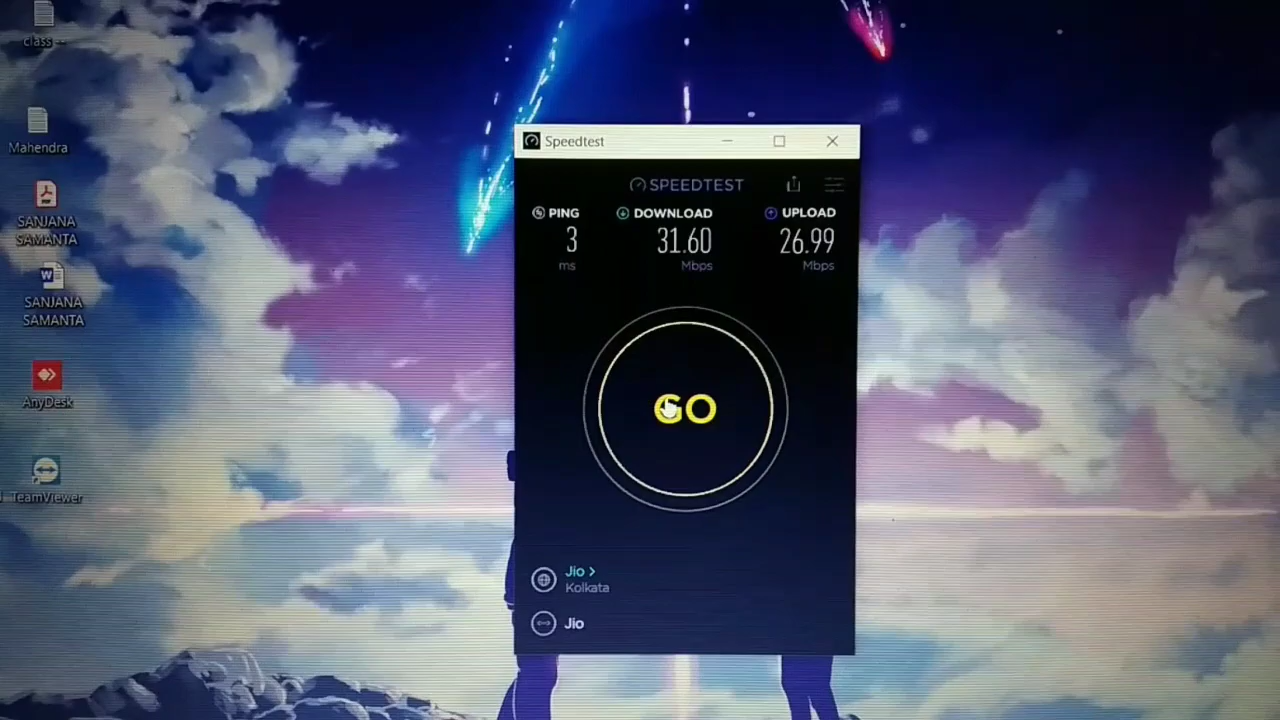 class --
Mahendra
SANJANA
SAMANTA
SANJANA
SAMANTA
AnyDesk
TeamViewer
Speedtest
SPEEDTEST
PING DOWNLOAD UPLOAD
3 31.60 26.99
ms Mbps Mbps
GO
Jio >
Kolkata
Jio